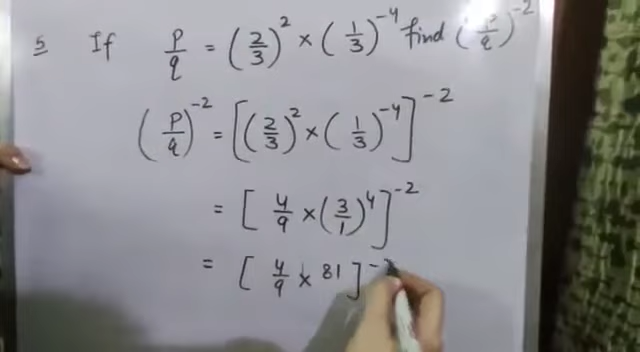 5 If p/q = (2/3)² × (1/3)⁻⁴ find (p/q)⁻²
(p/q)⁻² = [(2/3)² × (1/3)⁻⁴]⁻²
= [4/9 × (3/1)⁴]⁻²
= [4/9 × 81]⁻